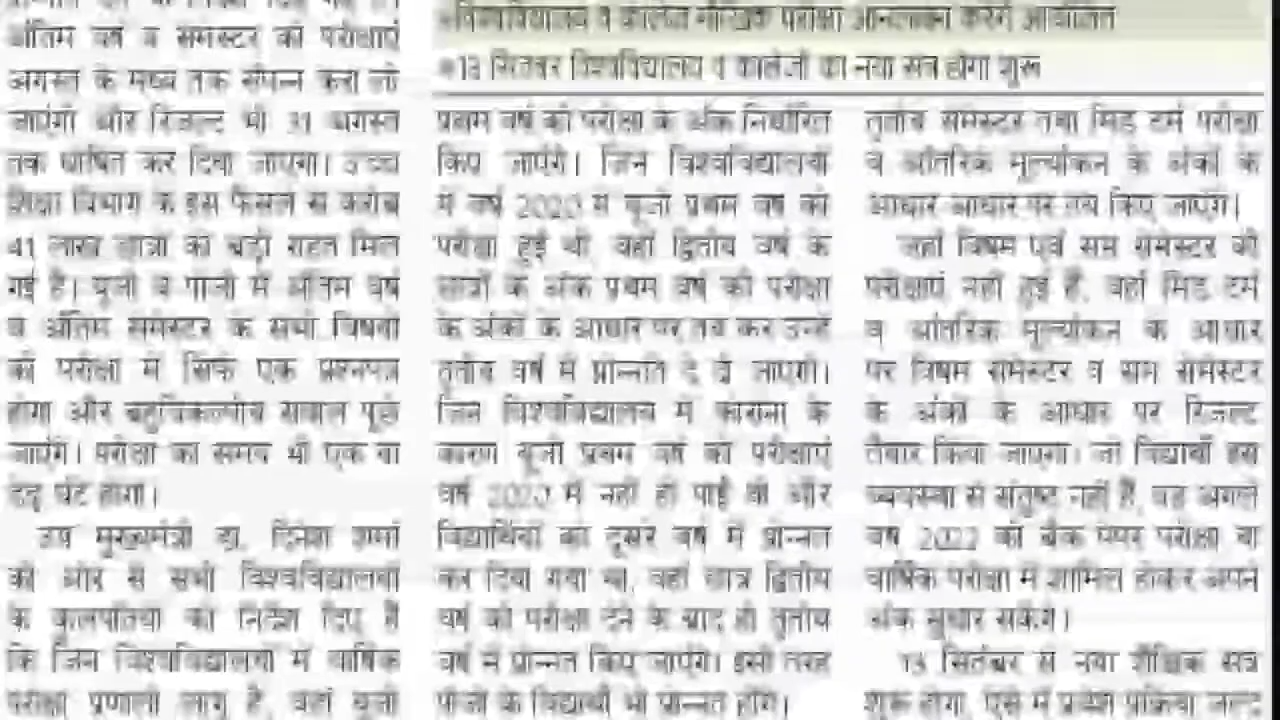 अंतिम वर्ष व सेमेस्टर की परीक्षाएं
अगस्त के मध्य तक संपन्न करा ली
जाएंगी और रिजल्ट भी 31 अगस्त
तक घोषित कर दिया जाएगा। उच्च
शिक्षा विभाग के इस फैसले से करीब
41 लाख छात्रों को बड़ी राहत मिल
गई है। यूजी व पीजी में अंतिम वर्ष
व अंतिम सेमेस्टर के सभी विषयों
की परीक्षा में सिर्फ एक प्रश्नपत्र
होगा और बहुविकल्पीय सवाल पूछे
जाएंगे। परीक्षा का समय भी एक या
डेढ़ घंटे होगा।
उप मुख्यमंत्री डा. दिनेश शर्मा
की ओर से सभी विश्वविद्यालयों
के कुलपतियों को निर्देश दिए हैं
कि जिन विश्वविद्यालयों में वार्षिक
परीक्षा प्रणाली लागू है, वहां यूजी
•विश्वविद्यालय व कालेज मौखिक परीक्षा आनलाइन करेंगे आयोजित
•13 सितंबर विश्वविद्यालय व कालेजों का नया सत्र होगा शुरू
प्रथम वर्ष की परीक्षा के अंक निर्धारित
किए जाएंगे। जिन विश्वविद्यालयों
में वर्ष 2020 में यूजी प्रथम वर्ष की
परीक्षा हुई थी, वहां द्वितीय वर्ष के
छात्रों के अंक प्रथम वर्ष की परीक्षा
के अंकों के आधार पर तय कर उन्हें
तृतीय वर्ष में प्रोन्नति दे दी जाएगी।
जिन विश्वविद्यालय में कोरोना के
कारण यूजी प्रथम वर्ष की परीक्षाएं
वर्ष 2020 में नहीं हो पाई थी और
विद्यार्थियों को दूसरे वर्ष में प्रोन्नत
कर दिया गया था, वहां छात्र द्वितीय
वर्ष की परीक्षा देने के बाद ही तृतीय
वर्ष में प्रोन्नत किए जाएंगे। इसी तरह
पीजी के विद्यार्थी भी प्रोन्नत होंगे।
तृतीय सेमेस्टर तथा मिड टर्म परीक्षा
व आंतरिक मूल्यांकन के अंकों के
आधार आधार पर तय किए जाएंगे।
जहां विषम एवं सम सेमेस्टर की
परीक्षाएं नहीं हुई हैं, वहां मिड टर्म
व आंतरिक मूल्यांकन के आधार
पर विषम सेमेस्टर व सम सेमेस्टर
के अंकों के आधार पर रिजल्ट
तैयार किया जाएगा। जो विद्यार्थी इस
व्यवस्था से संतुष्ट नहीं हैं, वह अगले
वर्ष 2022 की बैक पेपर परीक्षा या
वार्षिक परीक्षा में शामिल होकर अपने
अंक सुधार सकेंगे।
13 सितंबर से नया शैक्षिक सत्र
शुरू होगा, ऐसे में प्रवेश प्रक्रिया जल्द